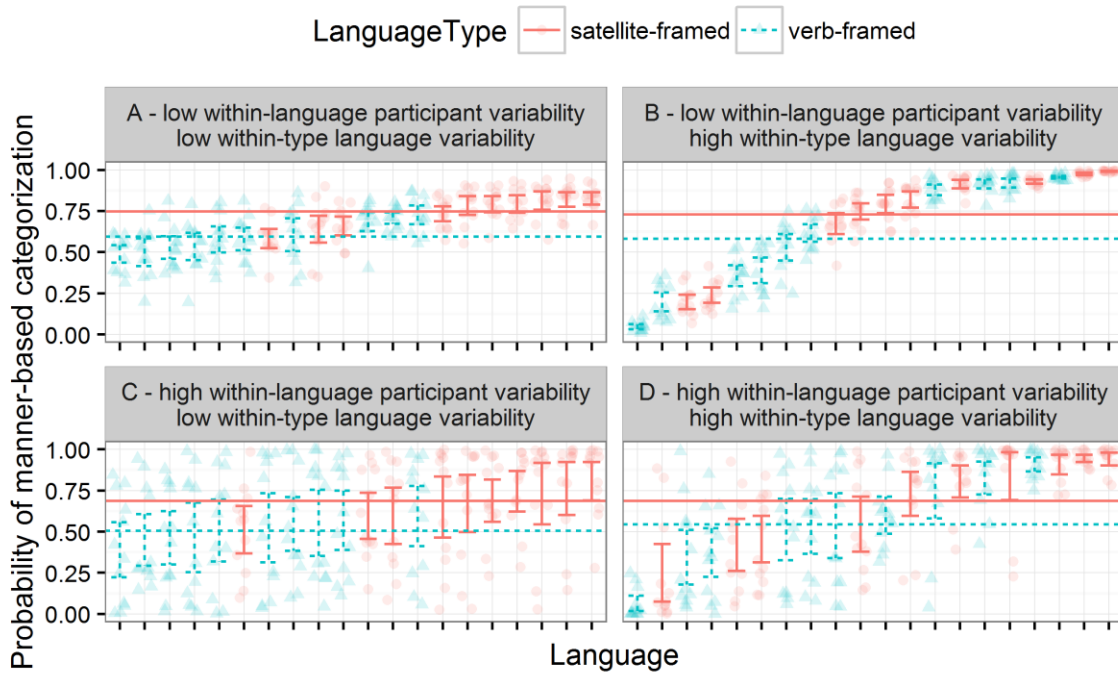 LanguageType satellite-framed verb-framed
Probability of manner-based categorization
A - low within-language participant variability
low within-type language variability
B - low within-language participant variability
high within-type language variability
1.00
0.75
0.50
0.25
0.00
C - high within-language participant variability
low within-type language variability
D - high within-language participant variability
high within-type language variability
1.00
0.75
0.50
0.25
0.00
Language